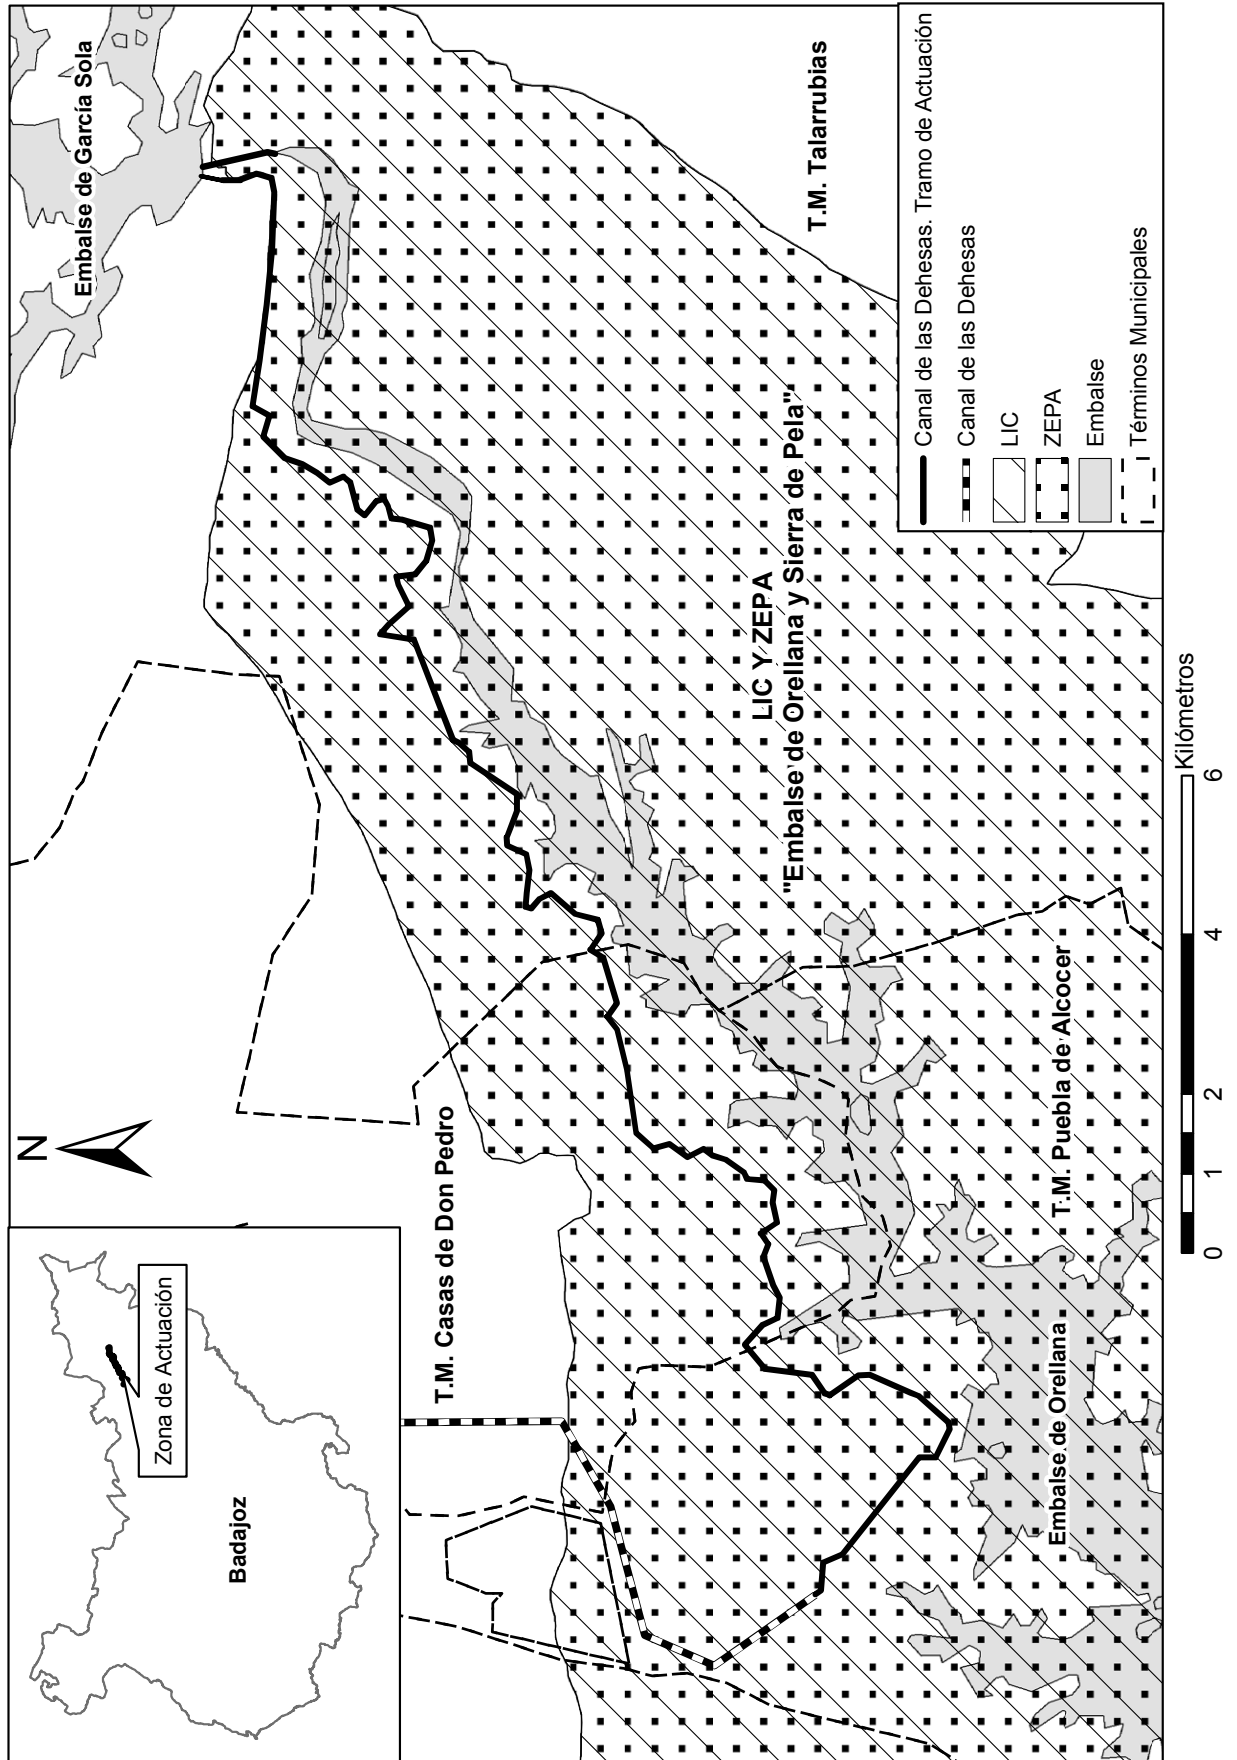 N
Badajoz
Zona de Actuación
Embalse de García Sola
T.M. Casas de Don Pedro
T.M. Talarrubias
LIC Y ZEPA
"Embalse de Orellana y Sierra de Pela"
T.M. Puebla de Alcocer
Embalse de Orellana
Canal de las Dehesas. Tramo de Actuación
Canal de las Dehesas
LIC
ZEPA
Embalse
Términos Municipales
0 1 2 4 6
Kilómetros